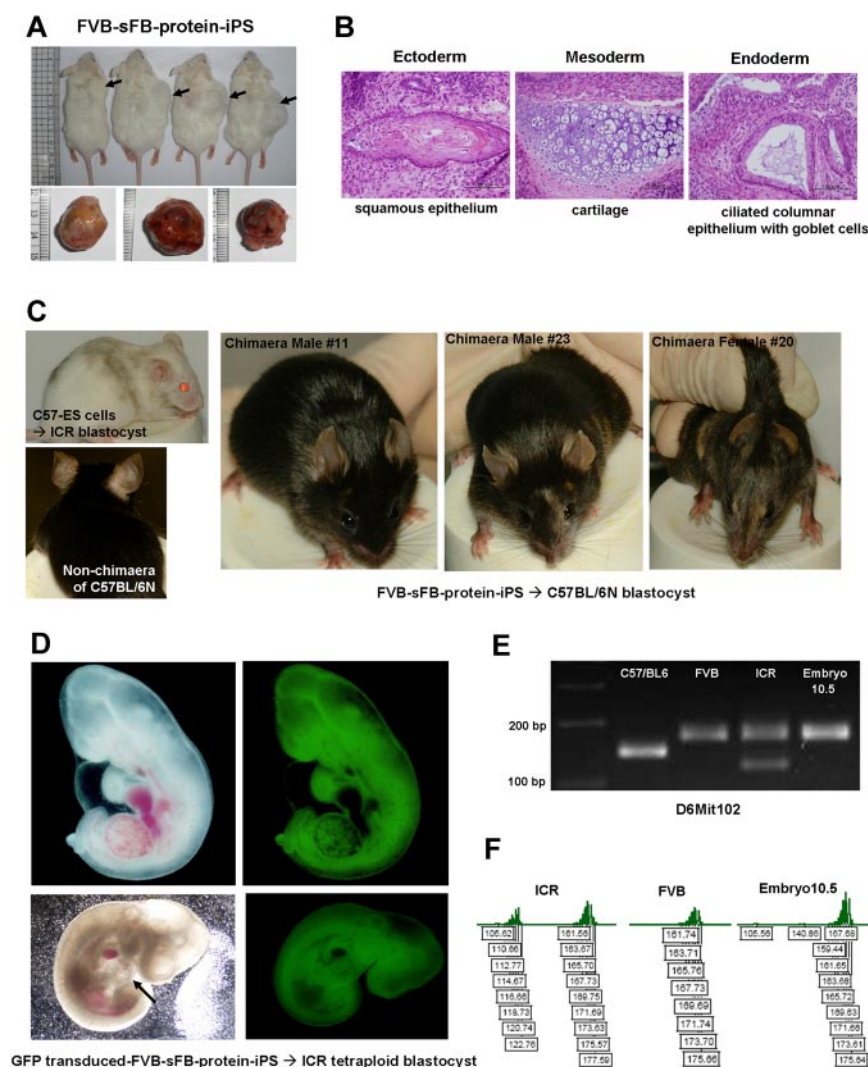 A
FVB-sFB-protein-iPS
B
Ectoderm
Mesoderm
Endoderm
squamous epithelium
cartilage
ciliated columnar
epithelium with goblet cells
C
C57-ES cells
→ ICR blastocyst
Non-chimaera
of C57BL/6N
Chimaera Male #11
Chimaera Male #23
Chimaera Female #20
FVB-sFB-protein-iPS → C57BL/6N blastocyst
D
GFP transduced-FVB-sFB-protein-iPS → ICR tetraploid blastocyst
E
C57/BL6
FVB
ICR
Embryo
10.5
200 bp
100 bp
D6Mit102
F
ICR
FVB
Embryo10.5
105.62
110.66
112.77
114.67
116.66
118.73
120.74
122.76
161.56
163.67
165.70
167.73
169.75
171.69
173.63
175.57
177.59
161.74
163.71
165.76
167.73
169.69
171.74
173.70
175.66
105.56
140.86
167.68
159.44
161.65
163.68
165.72
169.63
171.66
173.61
175.64